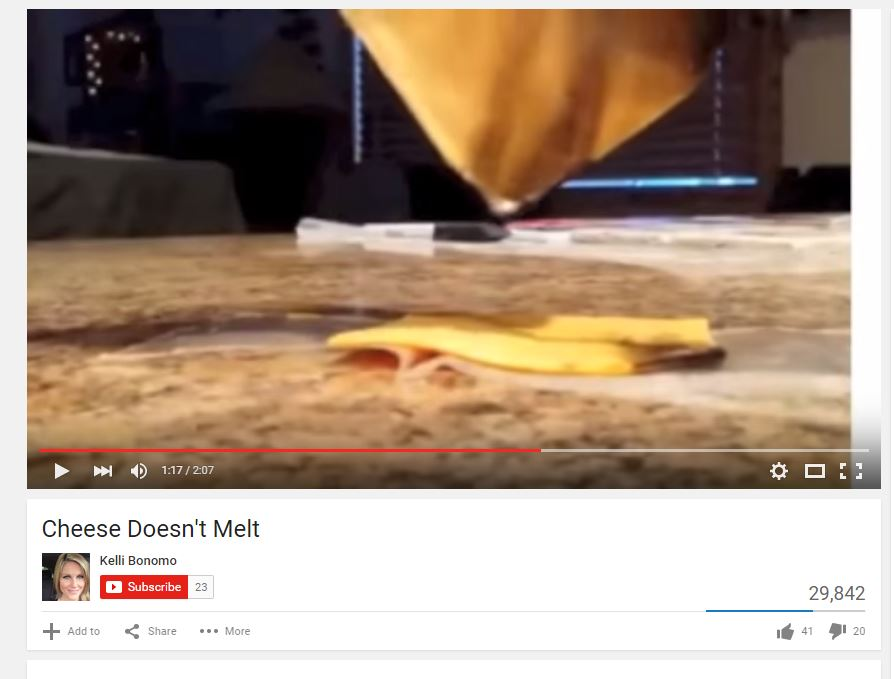 1:17 / 2:07
Cheese Doesn't Melt
Kelli Bonomo
Subscribe 23
29,842
Add to Share More 41 20